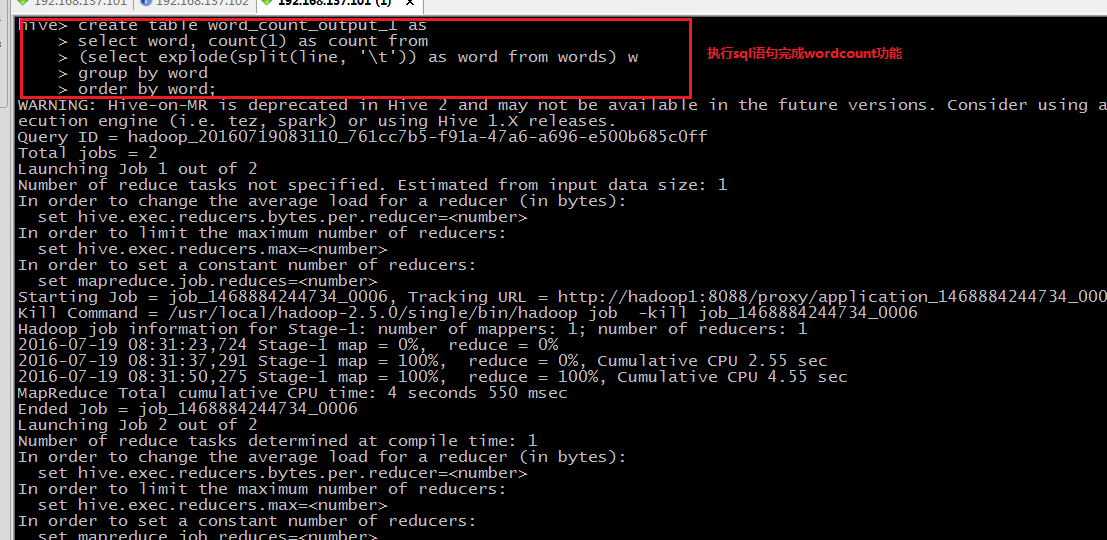 192.168.137.101
192.168.137.102
192.168.137.101 (1)
hive> create table word_count_output_1 as
> select word, count(1) as count from
> (select explode(split(line, '\t')) as word from words) w
> group by word
> order by word;
执行sql语句完成wordcount功能
WARNING: Hive-on-MR is deprecated in Hive 2 and may not be available in the future versions. Consider using a
ecution engine (i.e. tez, spark) or using Hive 1.X releases.
Query ID = hadoop_20160719083110_761cc7b5-f91a-47a6-a696-e500b685c0ff
Total jobs = 2
Launching Job 1 out of 2
Number of reduce tasks not specified. Estimated from input data size: 1
In order to change the average load for a reducer (in bytes):
set hive.exec.reducers.bytes.per.reducer=<number>
In order to limit the maximum number of reducers:
set hive.exec.reducers.max=<number>
In order to set a constant number of reducers:
set mapreduce.job.reduces=<number>
Starting Job = job_1468884244734_0006, Tracking URL = http://hadoop1:8088/proxy/application_1468884244734_000
Kill Command = /usr/local/hadoop-2.5.0/single/bin/hadoop job  -kill job_1468884244734_0006
Hadoop job information for Stage-1: number of mappers: 1; number of reducers: 1
2016-07-19 08:31:23,724 Stage-1 map = 0%,  reduce = 0%
2016-07-19 08:31:37,291 Stage-1 map = 100%,  reduce = 0%, Cumulative CPU 2.55 sec
2016-07-19 08:31:50,275 Stage-1 map = 100%,  reduce = 100%, Cumulative CPU 4.55 sec
MapReduce Total cumulative CPU time: 4 seconds 550 msec
Ended Job = job_1468884244734_0006
Launching Job 2 out of 2
Number of reduce tasks determined at compile time: 1
In order to change the average load for a reducer (in bytes):
set hive.exec.reducers.bytes.per.reducer=<number>
In order to limit the maximum number of reducers:
set hive.exec.reducers.max=<number>
In order to set a constant number of reducers:
set mapreduce.job.reduces=<number>